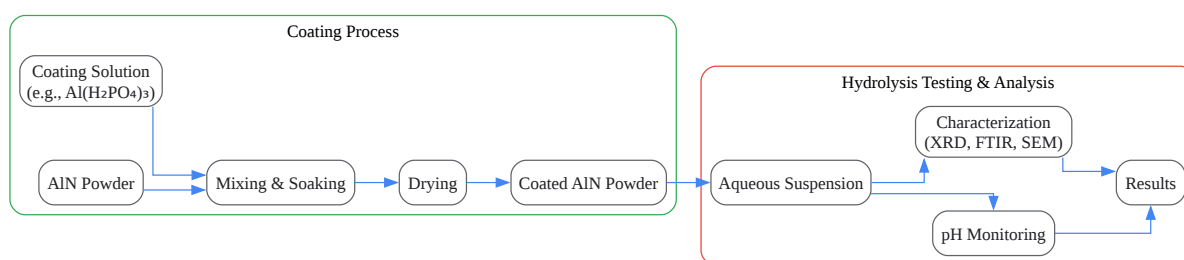 Coating Process
Coating Solution
(e.g., Al(H₂PO₄)₃)
AlN Powder
Mixing & Soaking
Drying
Coated AlN Powder
Hydrolysis Testing & Analysis
Aqueous Suspension
Characterization
(XRD, FTIR, SEM)
pH Monitoring
Results